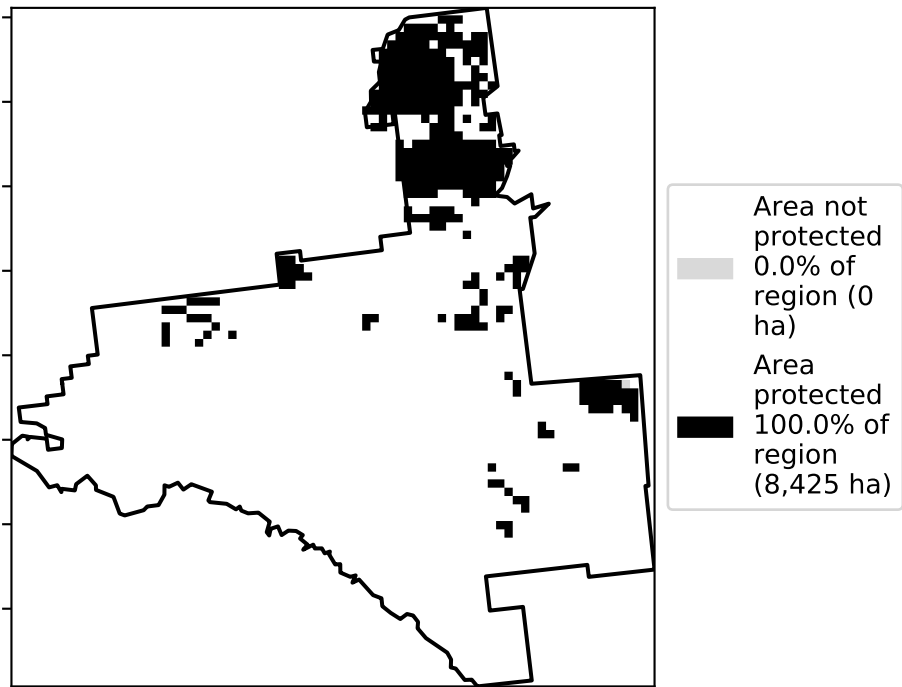 Area not
protected
0.0% of
region (0
ha)
Area
protected
100.0% of
region
(8,425 ha)